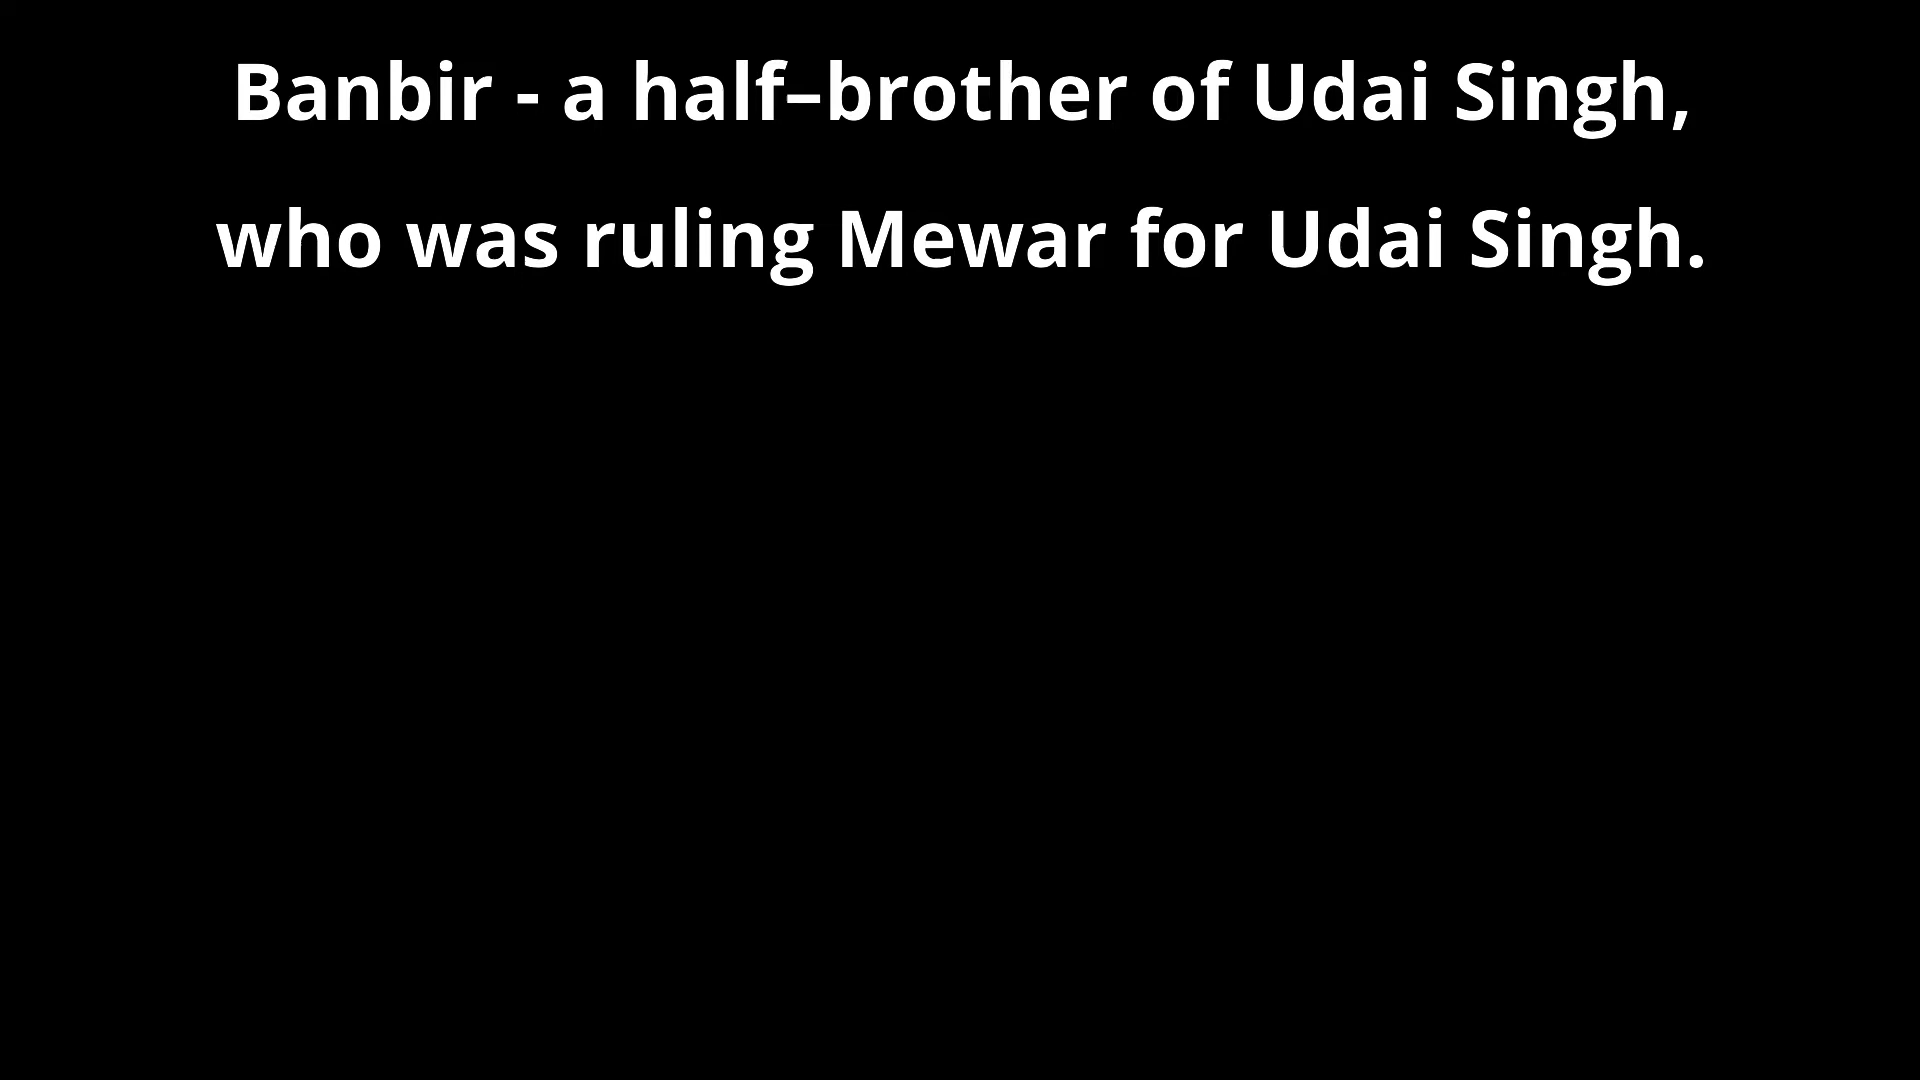 Banbir - a half–brother of Udai Singh,
who was ruling Mewar for Udai Singh.